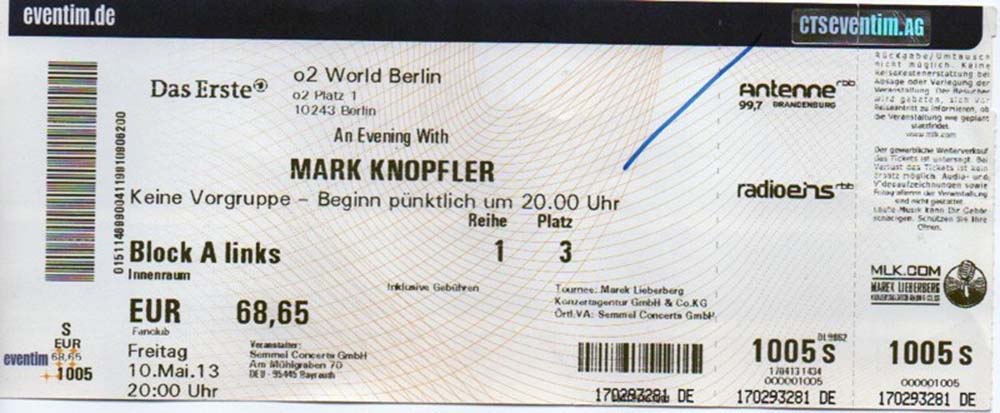 eventim.de
CTSEVENTIM.AG
Das Erste
o2 World Berlin
o2 Platz 1
10243 Berlin
An Evening With
MARK KNOPFLER
Keine Vorgruppe – Beginn pünktlich um 20.00 Uhr
Reihe Platz
Block A links 1 3
Innenraum
Inklusive Gebühren
EUR 68,65
Fanclub
Freitag
10.Mai.13
20:00 Uhr
Veranstalter:
Semmel Concerts GmbH
Am Mühlgraben 70
DEU - 95445 Bayreuth
Tournee: Marek Lieberberg
Konzertagentur GmbH & Co.KG
Örtl.VA: Semmel Concerts GmbH
S
EUR
eventim 68,65
1005
170293281 DE
antenne rbb
99,7 BRANDENBURG
radioeins rbb
1005 S
170413 1434
000001005
170293281 DE
Rückgabe/Umtausch
nicht möglich. Keine
Reisekostenerstattung bei
Absage oder Verlegung der
Veranstaltung. Der Besucher
wird gebeten, sich vor
Reiseantritt zu informieren, ob
die Veranstaltung wie geplant
stattfindet.
www.mlk.com
Der gewerbliche Weiterverkauf
des Tickets ist untersagt. Bei
Verlust des Tickets ist kein
Ersatz möglich. Audio- und
Videoaufzeichnungen sowie
Fotografieren der Veranstaltung
sind nicht gestattet.
Laute Musik kann Ihr Gehör
schädigen. Schützen Sie Ihre
Ohren.
MLK.COM
MAREK LIEBERBERG
KONZERTAGENTUR GMBH & CO.KG
1005 S
000001005
170293281 DE